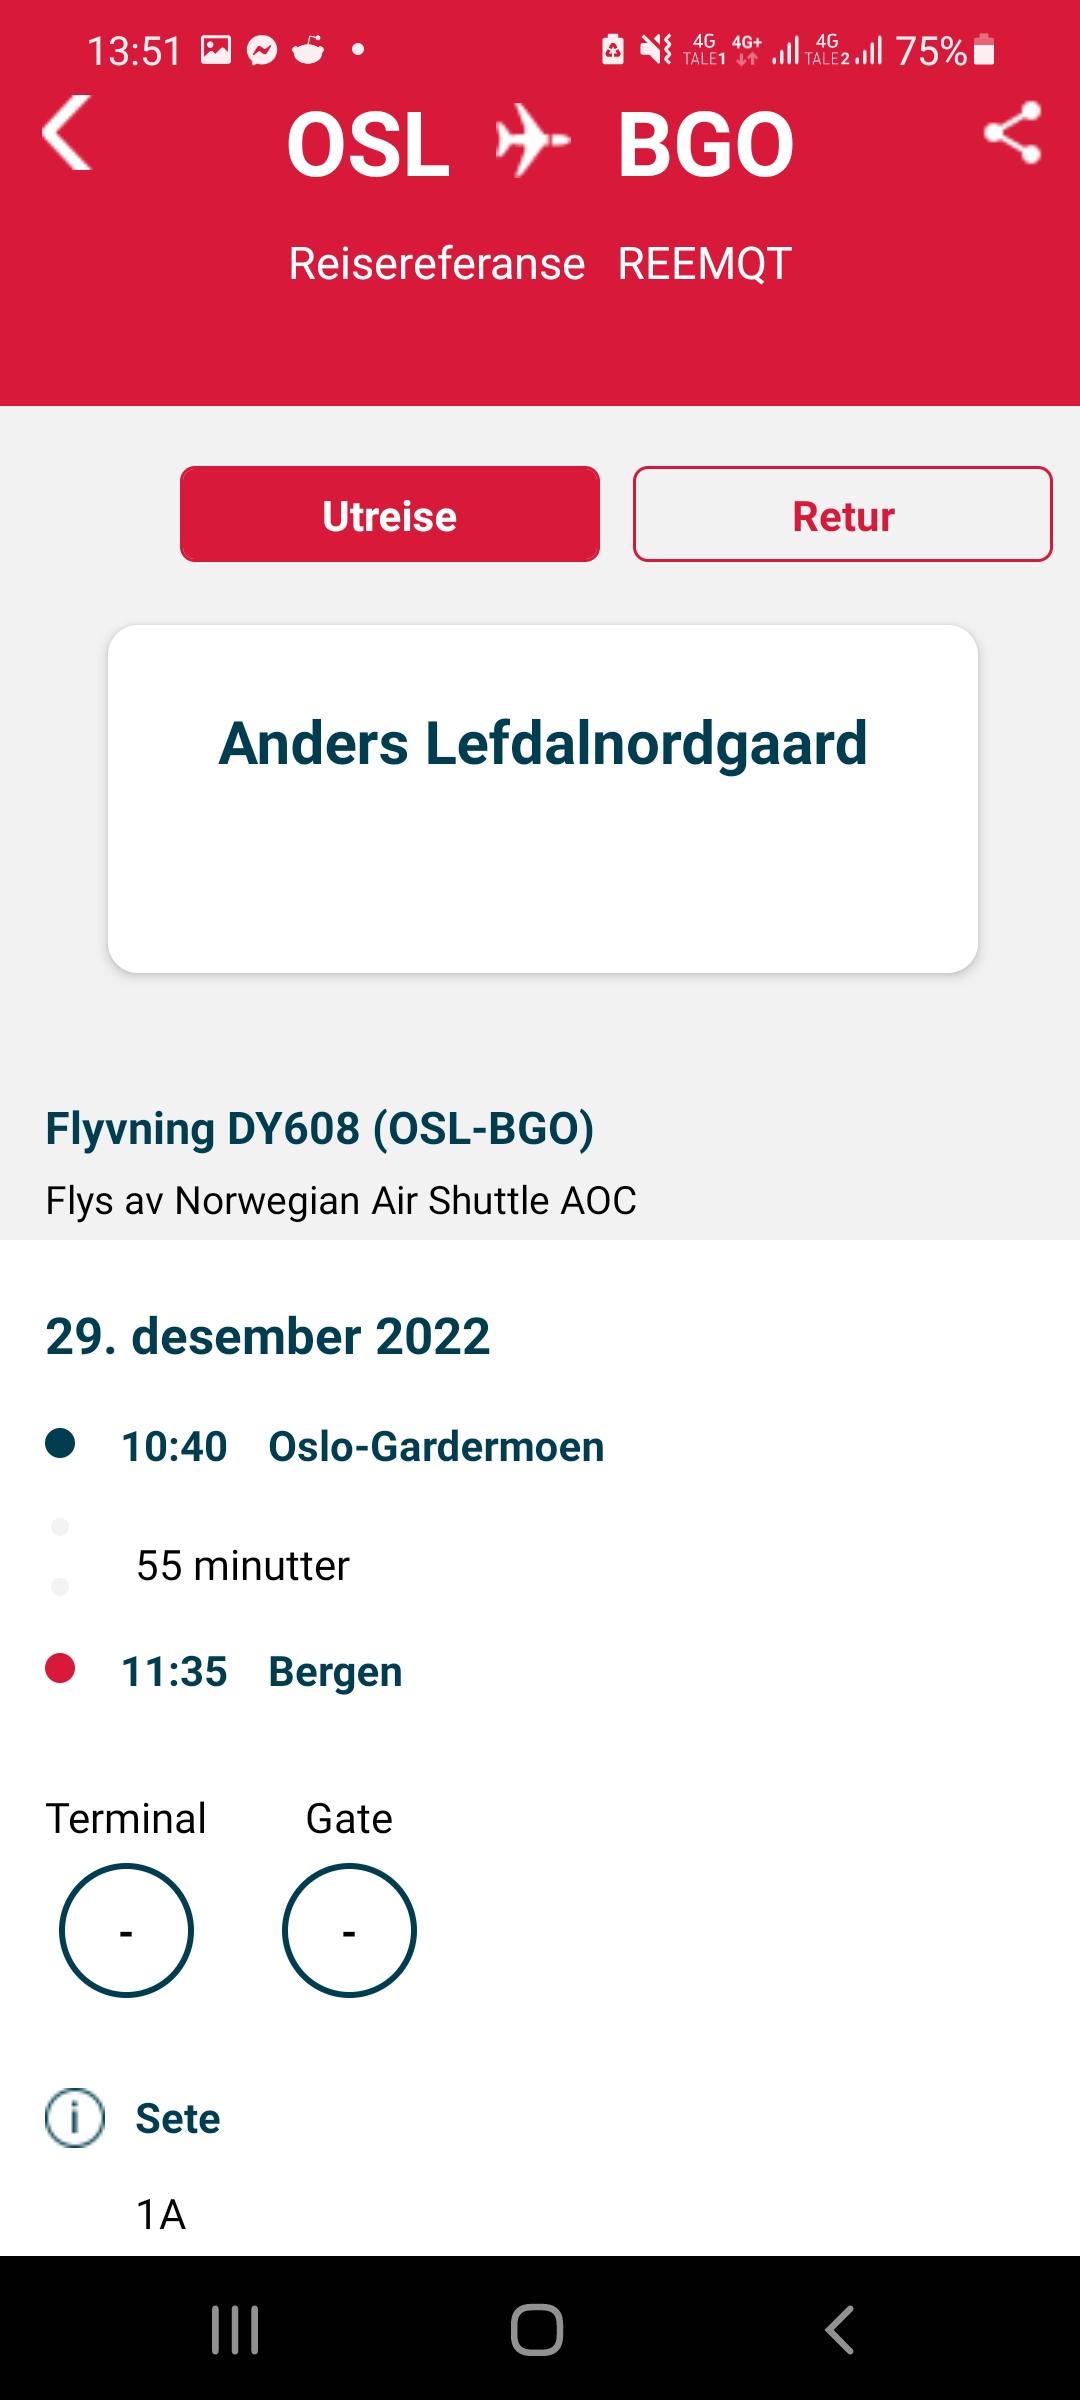 13:51 4G TALE1 4G+ 4G TALE2 75%
OSL BGO
Reisereferanse REEMQT
Utreise Retur
Anders Lefdalnordgaard
Flyvning DY608 (OSL-BGO)
Flys av Norwegian Air Shuttle AOC
29. desember 2022
10:40 Oslo-Gardermoen
55 minutter
11:35 Bergen
Terminal Gate
- -
i Sete
1A